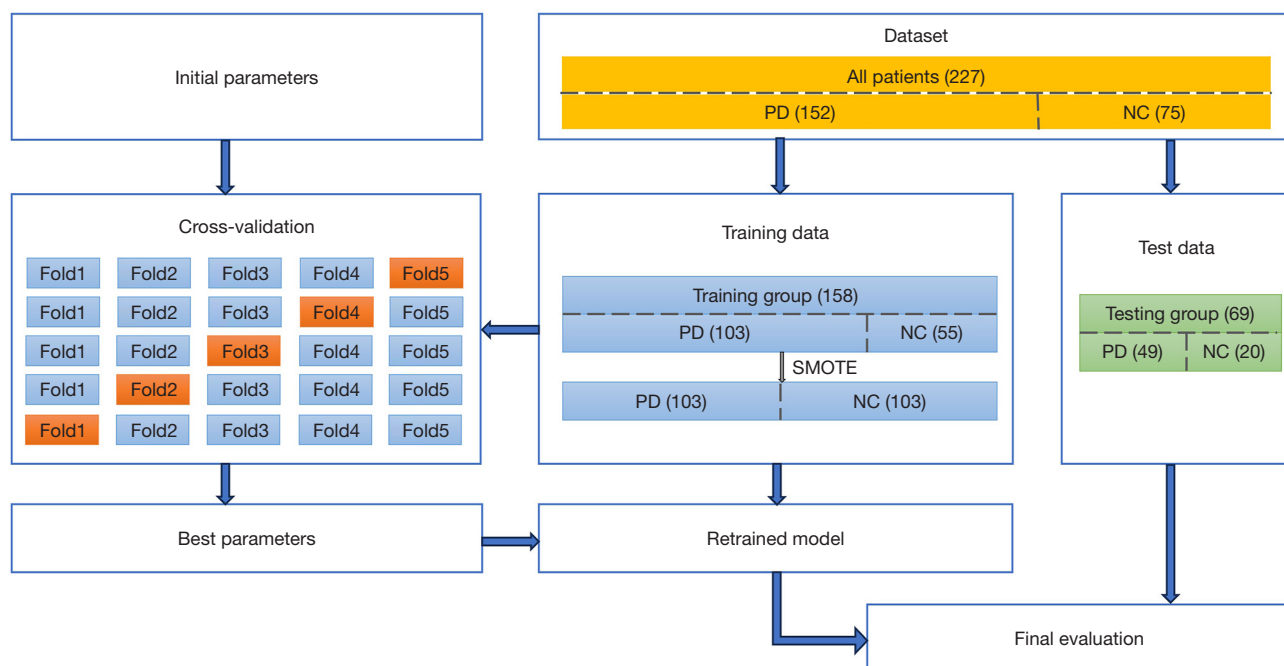 Initial parameters
Dataset
All patients (227)
PD (152) NC (75)
Cross-validation
Fold1 Fold2 Fold3 Fold4 Fold5
Fold1 Fold2 Fold3 Fold4 Fold5
Fold1 Fold2 Fold3 Fold4 Fold5
Fold1 Fold2 Fold3 Fold4 Fold5
Fold1 Fold2 Fold3 Fold4 Fold5
Training data
Training group (158)
PD (103) NC (55)
SMOTE
PD (103) NC (103)
Test data
Testing group (69)
PD (49) NC (20)
Best parameters
Retrained model
Final evaluation